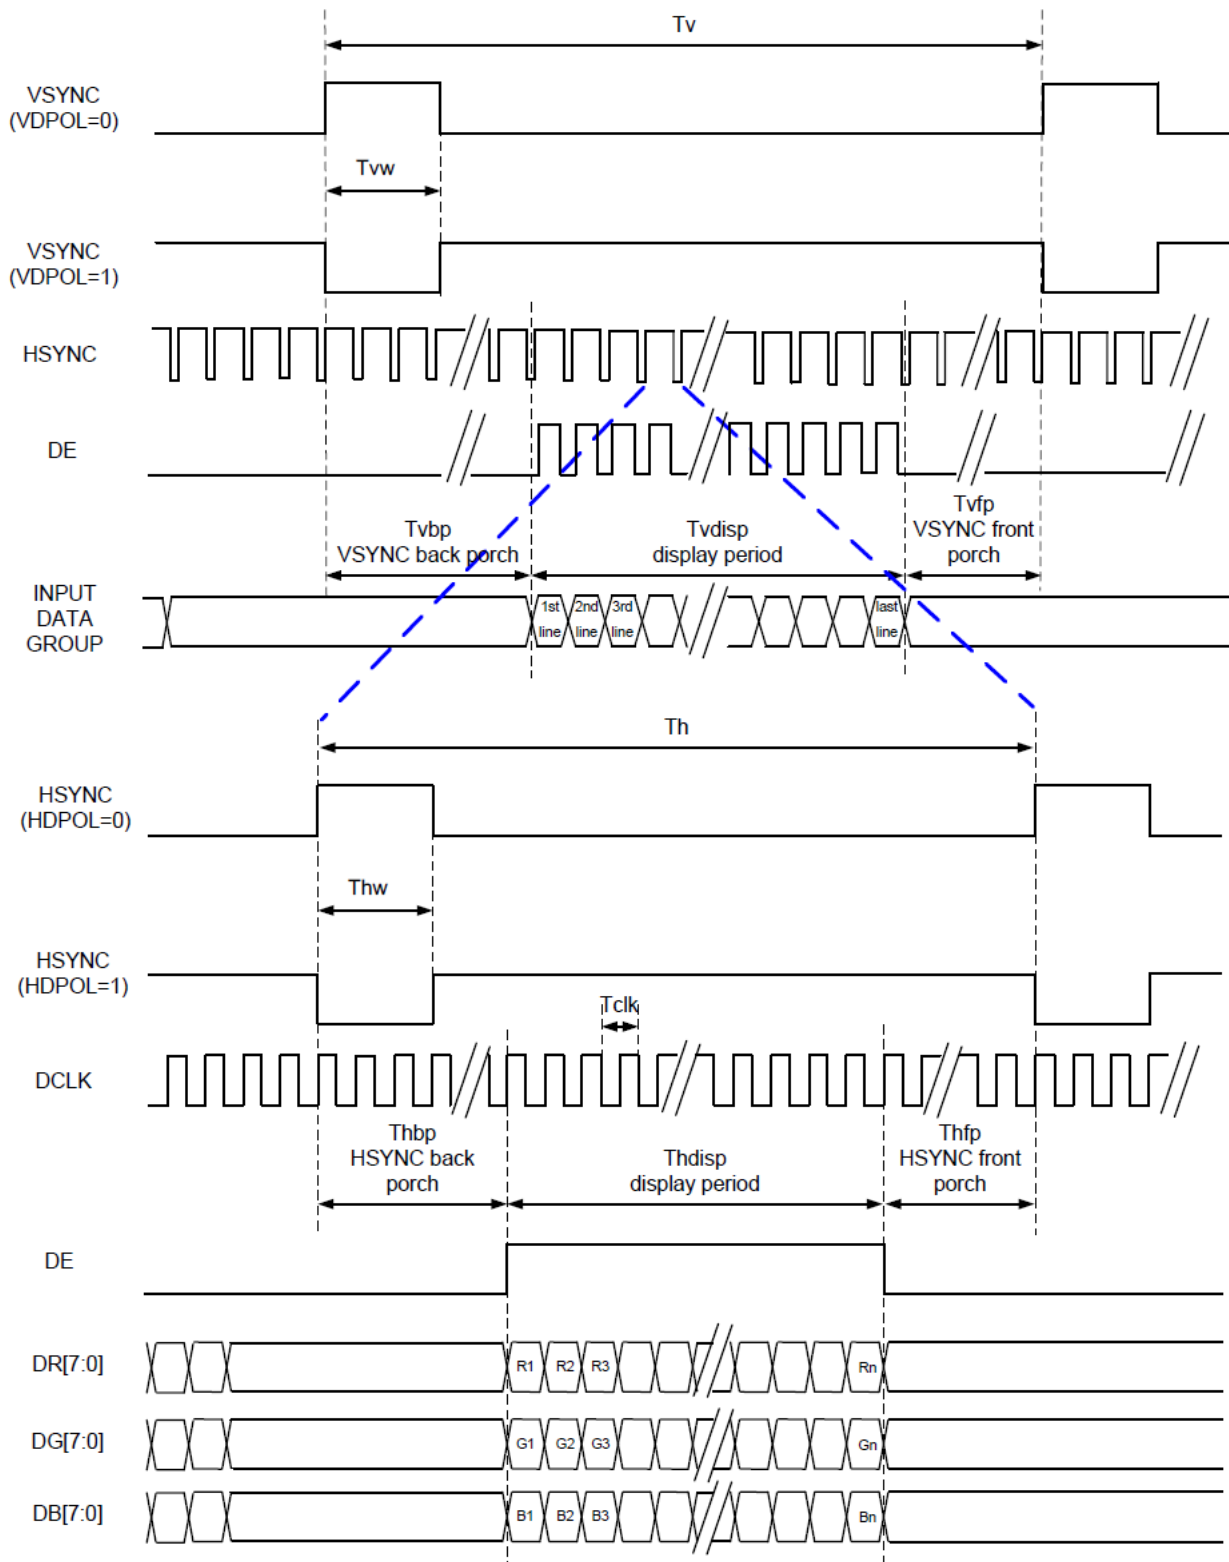 Tv
VSYNC
(VDPOL=0)
Tvw
VSYNC
(VDPOL=1)
HSYNC
DE
Tvbp
VSYNC back porch
Tvdisp
display period
Tvfp
VSYNC front
porch
INPUT
DATA
GROUP
1st
line
2nd
line
3rd
line
last
line
Th
HSYNC
(HDPOL=0)
Thw
HSYNC
(HDPOL=1)
Tclk
DCLK
Thbp
HSYNC back
porch
Thdisp
display period
Thfp
HSYNC front
porch
DE
DR[7:0]
R1 R2 R3 Rn
DG[7:0]
G1 G2 G3 Gn
DB[7:0]
B1 B2 B3 Bn